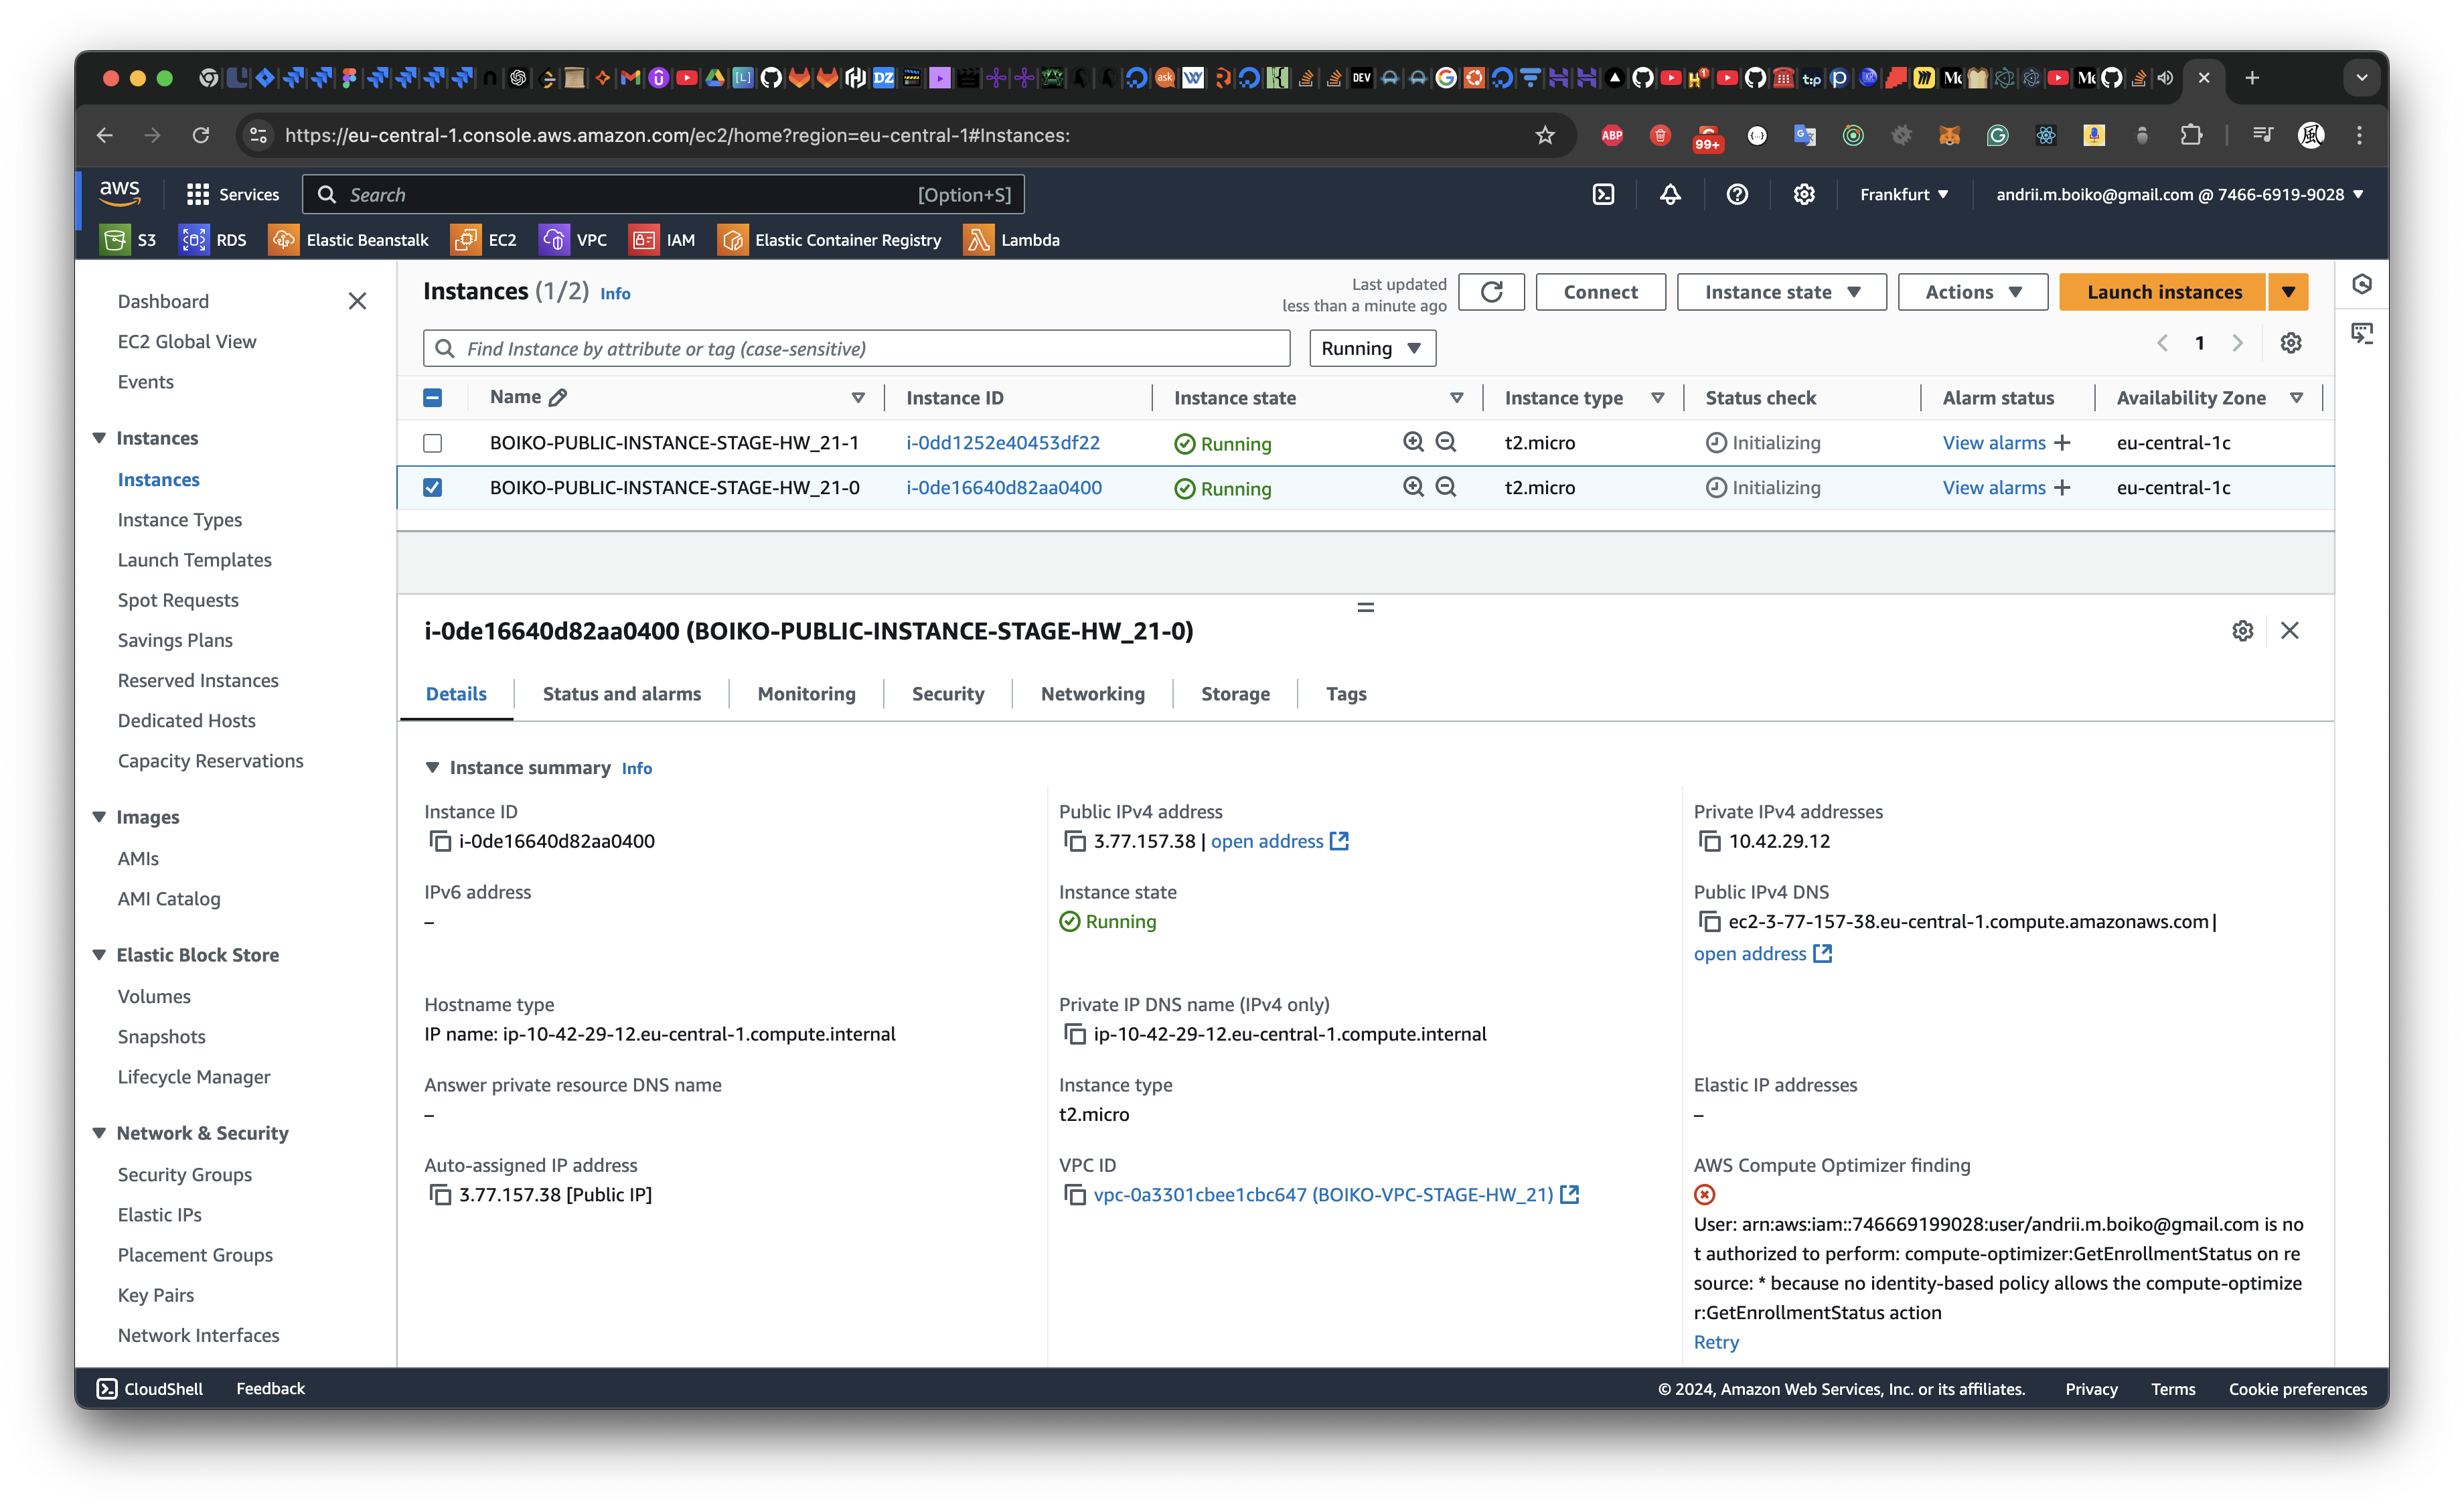 https://eu-central-1.console.aws.amazon.com/ec2/home?region=eu-central-1#Instances:
ABP
99+
aws
Services
Search
[Option+S]
Frankfurt
andrii.m.boiko@gmail.com @ 7466-6919-9028
S3
RDS
Elastic Beanstalk
EC2
VPC
IAM
Elastic Container Registry
Lambda
Dashboard
EC2 Global View
Events
Instances
Instances
Instance Types
Launch Templates
Spot Requests
Savings Plans
Reserved Instances
Dedicated Hosts
Capacity Reservations
Images
AMIs
AMI Catalog
Elastic Block Store
Volumes
Snapshots
Lifecycle Manager
Network & Security
Security Groups
Elastic IPs
Placement Groups
Key Pairs
Network Interfaces
Instances (1/2) Info
Last updated
less than a minute ago
Connect
Instance state
Actions
Launch instances
Find Instance by attribute or tag (case-sensitive)
Running
1
Name
Instance ID
Instance state
Instance type
Status check
Alarm status
Availability Zone
BOIKO-PUBLIC-INSTANCE-STAGE-HW_21-1 i-0dd1252e40453df22 Running t2.micro Initializing View alarms + eu-central-1c
BOIKO-PUBLIC-INSTANCE-STAGE-HW_21-0 i-0de16640d82aa0400 Running t2.micro Initializing View alarms + eu-central-1c
i-0de16640d82aa0400 (BOIKO-PUBLIC-INSTANCE-STAGE-HW_21-0)
Details
Status and alarms
Monitoring
Security
Networking
Storage
Tags
Instance summary Info
Instance ID
i-0de16640d82aa0400
Public IPv4 address
3.77.157.38 | open address
Private IPv4 addresses
10.42.29.12
IPv6 address
–
Instance state
Running
Public IPv4 DNS
ec2-3-77-157-38.eu-central-1.compute.amazonaws.com |
open address
Hostname type
IP name: ip-10-42-29-12.eu-central-1.compute.internal
Private IP DNS name (IPv4 only)
ip-10-42-29-12.eu-central-1.compute.internal
Answer private resource DNS name
–
Instance type
t2.micro
Elastic IP addresses
–
Auto-assigned IP address
3.77.157.38 [Public IP]
VPC ID
vpc-0a3301cbee1cbc647 (BOIKO-VPC-STAGE-HW_21)
AWS Compute Optimizer finding
User: arn:aws:iam::746669199028:user/andrii.m.boiko@gmail.com is no
t authorized to perform: compute-optimizer:GetEnrollmentStatus on re
source: * because no identity-based policy allows the compute-optimize
r:GetEnrollmentStatus action
Retry
CloudShell
Feedback
© 2024, Amazon Web Services, Inc. or its affiliates.
Privacy
Terms
Cookie preferences